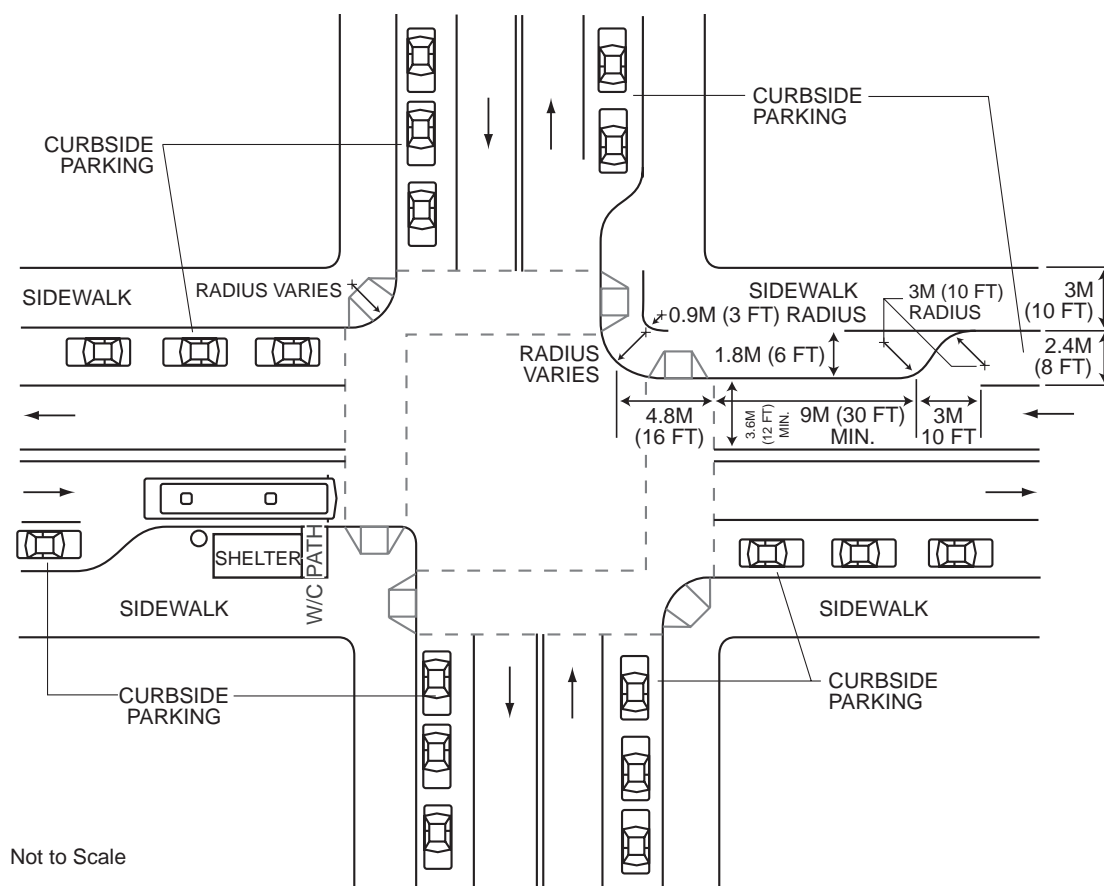 CURBSIDE
PARKING
CURBSIDE
PARKING
SIDEWALK
RADIUS VARIES
SIDEWALK
3M (10 FT)
RADIUS
3M
(10 FT)
0.9M (3 FT) RADIUS
RADIUS
VARIES
1.8M (6 FT)
2.4M
(8 FT)
4.8M
(16 FT)
3.6M
(12 FT)
MIN.
9M (30 FT)
MIN.
3M
10 FT
SHELTER
W/C PATH
SIDEWALK
SIDEWALK
CURBSIDE
PARKING
CURBSIDE
PARKING
Not to Scale